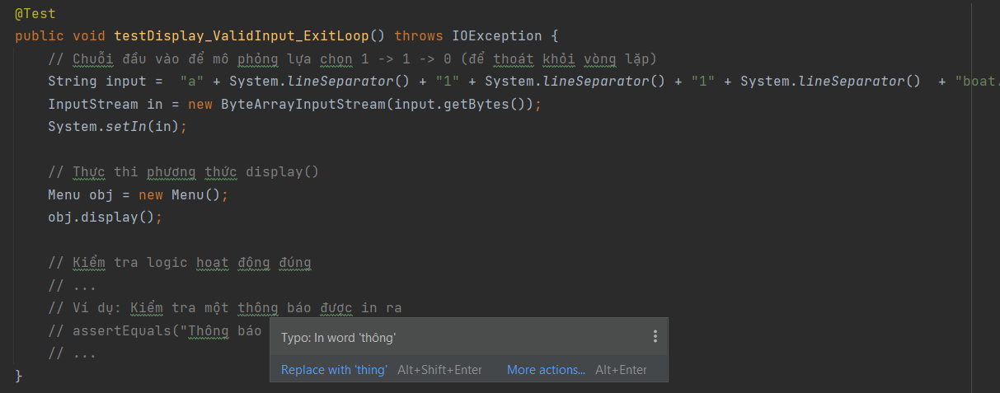 @Test
public void testDisplay_ValidInput_ExitLoop() throws IOException {
// Chuỗi đầu vào để mô phỏng lựa chọn 1 -> 1 -> 0 (để thoát khỏi vòng lặp)
String input = "a" + System.lineSeparator() + "1" + System.lineSeparator() + "1" + System.lineSeparator() + "boat.
InputStream in = new ByteArrayInputStream(input.getBytes());
System.setIn(in);
// Thực thi phương thức display()
Menu obj = new Menu();
obj.display();
// Kiểm tra logic hoạt động đúng
// ...
// Ví dụ: Kiểm tra một thông báo được in ra
// assertEquals("Thông báo
Typo: In word 'thông'
// ...
Replace with 'thing' Alt+Shift+Enter More actions... Alt+Enter
}